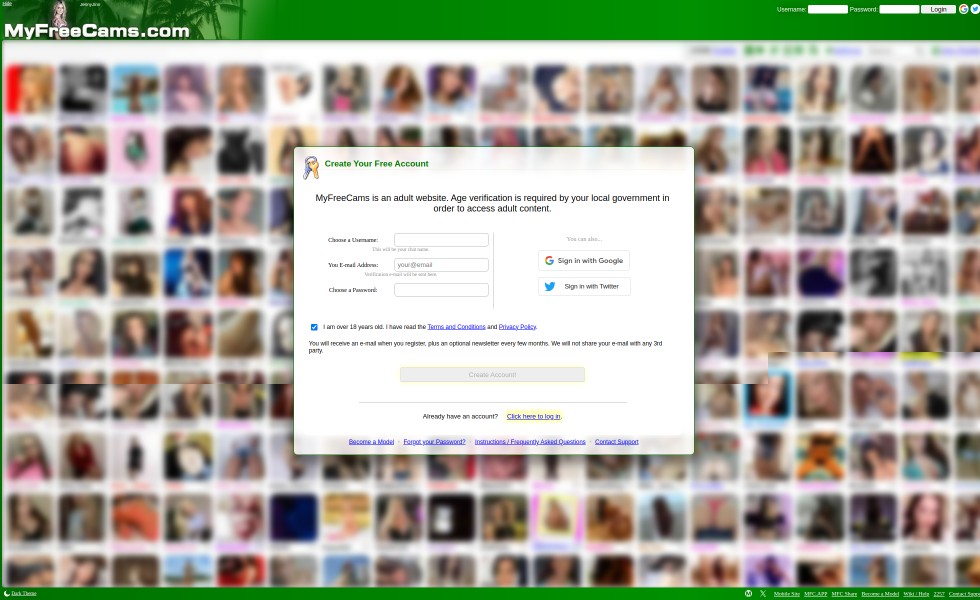 Username:
Password:
Login
MyFreeCams.com
Create Your Free Account
MyFreeCams is an adult website. Age verification is required by your local government in
order to access adult content.
Choose a Username:
This will be your chat name.
You E-mail Address:
your@email
Verification e-mail will be sent here.
Choose a Password:
You can also...
Sign in with Google
Sign in with Twitter
I am over 18 years old. I have read the Terms and Conditions and Privacy Policy.
You will receive an e-mail when you register, plus an optional newsletter every few months. We will not share your e-mail with any 3rd
party.
Create Account!
Already have an account? Click here to log in.
Become a Model - Forgot your Password? - Instructions / Frequently Asked Questions - Contact Support
Dark Theme
Mobile Site MFC.APP MFC Share Become a Model Wiki / Help 2257 Contact